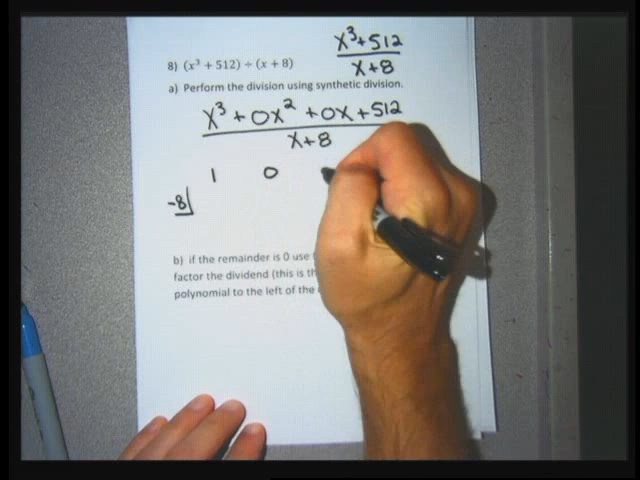 x³+512
8) (x³ + 512) ÷ (x + 8)
x+8
a) Perform the division using synthetic division.
x³ + 0x² + 0x + 512
x+8
1 0
-8
b) if the remainder is 0 use
factor the dividend (this is
polynomial to the left of the